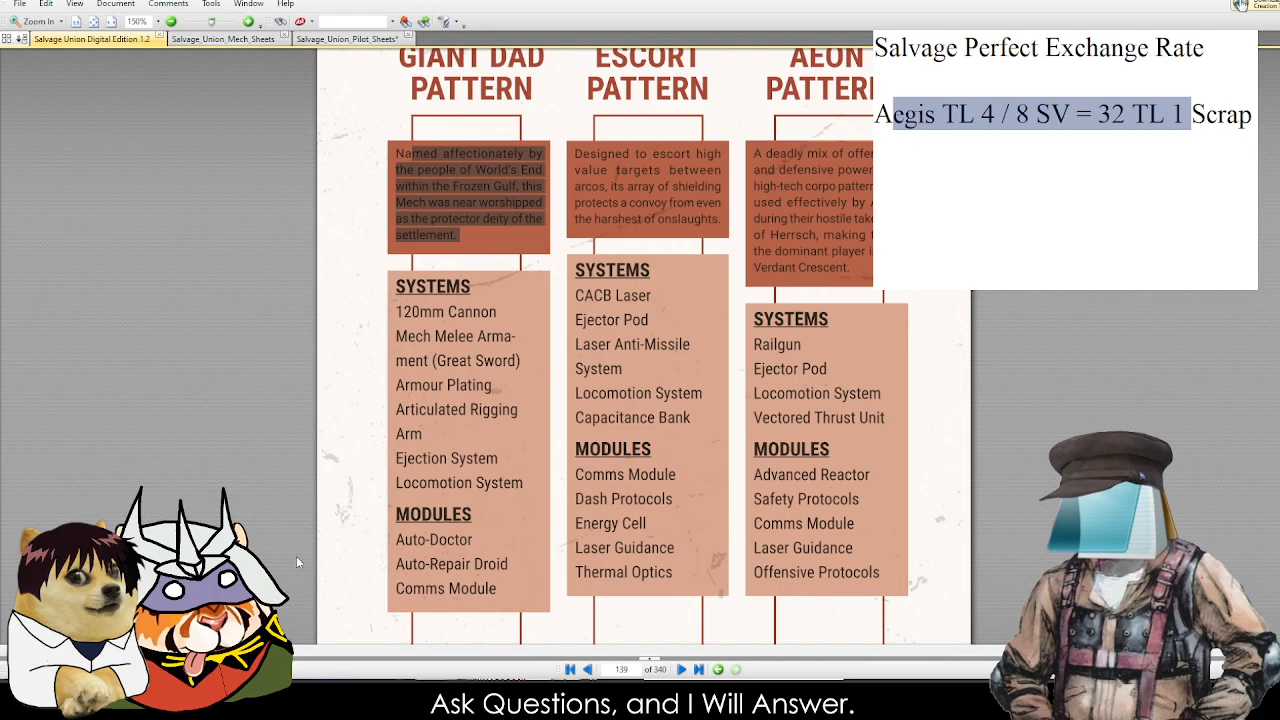 File Edit View Document Comments Tools Window Help
Zoom In 150%
Creation
Salvage Union Digital Edition 1.2 Salvage_Union_Mech_Sheets Salvage_Union_Pilot_Sheets*
Salvage Perfect Exchange Rate
Aegis TL 4 / 8 SV = 32 TL 1 Scrap
GIANT DAD
PATTERN
Named affectionately by
the people of World's End
within the Frozen Gulf, this
Mech was near worshipped
as the protector deity of the
settlement.
SYSTEMS
120mm Cannon
Mech Melee Arma-
ment (Great Sword)
Armour Plating
Articulated Rigging
Arm
Ejection System
Locomotion System
MODULES
Auto-Doctor
Auto-Repair Droid
Comms Module
ESCORT
PATTERN
Designed to escort high
value targets between
arcos, its array of shielding
protects a convoy from even
the harshest of onslaughts.
SYSTEMS
CACB Laser
Ejector Pod
Laser Anti-Missile
System
Locomotion System
Capacitance Bank
MODULES
Comms Module
Dash Protocols
Energy Cell
Laser Guidance
Thermal Optics
AEON
PATTER
A deadly mix of offe
and defensive power
high-tech corpo pattern
used effectively by
during their hostile take
of Herrsch, making
the dominant player
Verdant Crescent.
SYSTEMS
Railgun
Ejector Pod
Locomotion System
Vectored Thrust Unit
MODULES
Advanced Reactor
Safety Protocols
Comms Module
Laser Guidance
Offensive Protocols
139 of 340
Ask Questions, and I Will Answer.